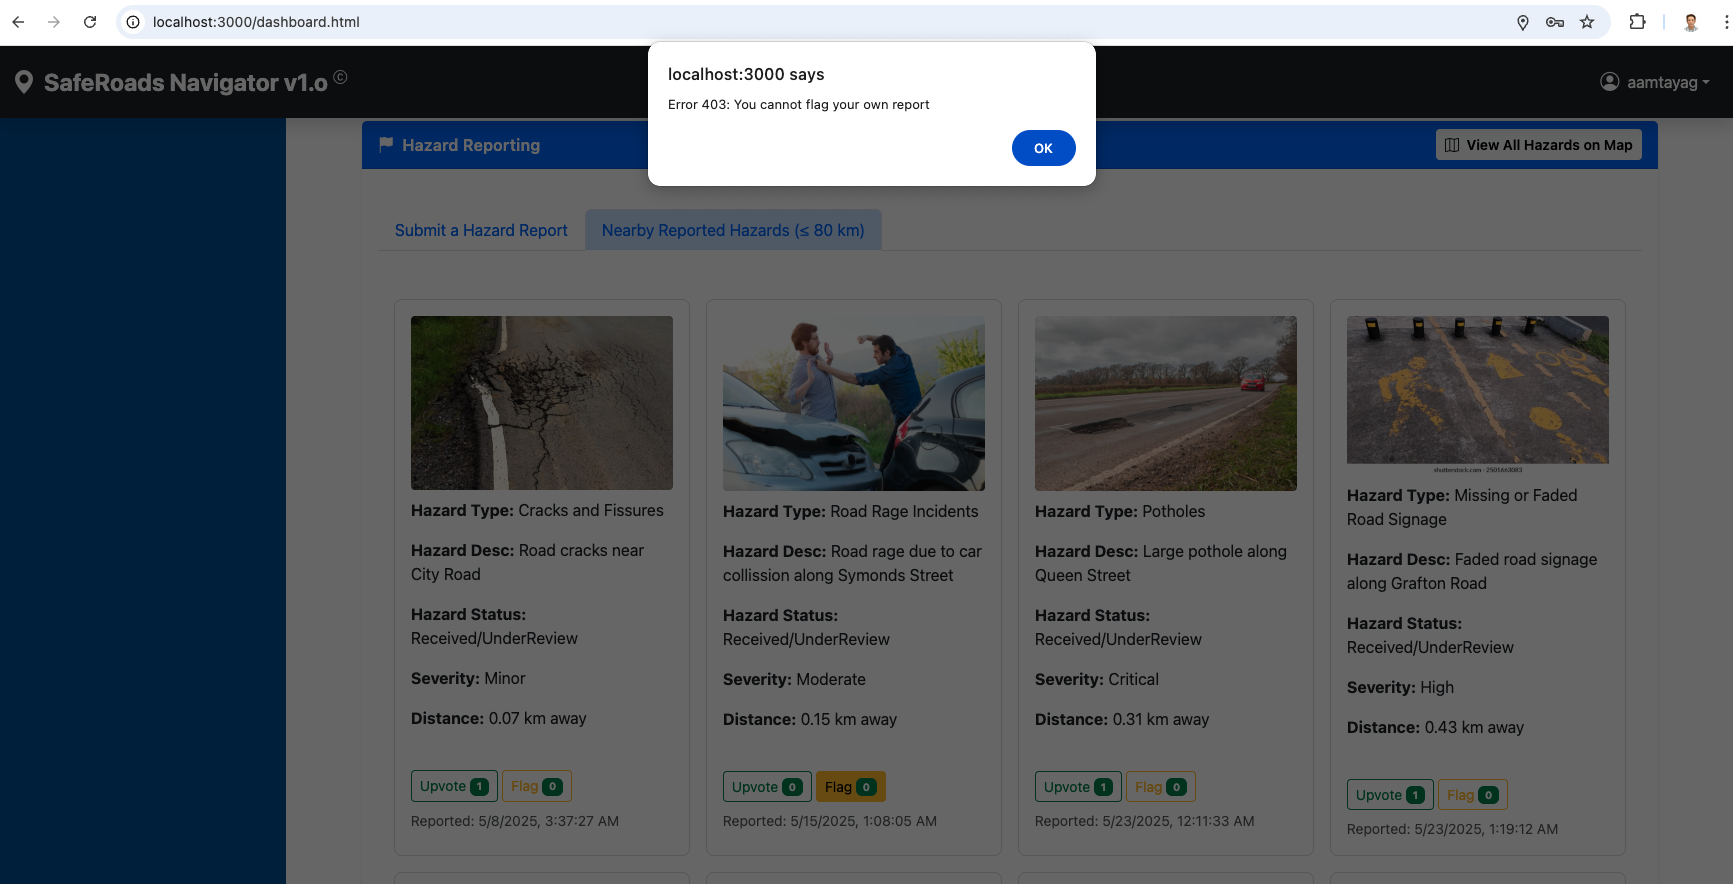 localhost:3000/dashboard.html
SafeRoads Navigator v1.o ©
aamtayag
localhost:3000 says
Error 403: You cannot flag your own report
OK
Hazard Reporting
View All Hazards on Map
Submit a Hazard Report
Nearby Reported Hazards (≤ 80 km)
Hazard Type: Cracks and Fissures
Hazard Desc: Road cracks near
City Road
Hazard Status:
Received/UnderReview
Severity: Minor
Distance: 0.07 km away
Upvote 1 Flag 0
Reported: 5/8/2025, 3:37:27 AM
Hazard Type: Road Rage Incidents
Hazard Desc: Road rage due to car
collission along Symonds Street
Hazard Status:
Received/UnderReview
Severity: Moderate
Distance: 0.15 km away
Upvote 0 Flag 0
Reported: 5/15/2025, 1:08:05 AM
Hazard Type: Potholes
Hazard Desc: Large pothole along
Queen Street
Hazard Status:
Received/UnderReview
Severity: Critical
Distance: 0.31 km away
Upvote 1 Flag 0
Reported: 5/23/2025, 12:11:33 AM
shutterstock.com · 2501663083
Hazard Type: Missing or Faded
Road Signage
Hazard Desc: Faded road signage
along Grafton Road
Hazard Status:
Received/UnderReview
Severity: High
Distance: 0.43 km away
Upvote 1 Flag 0
Reported: 5/23/2025, 1:19:12 AM